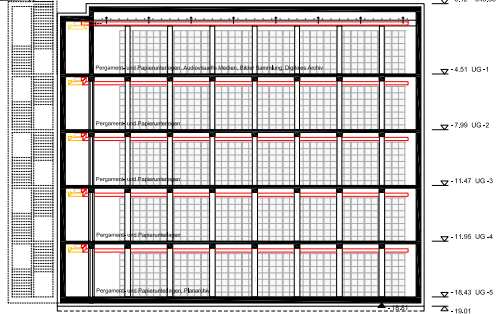 Pergament- und Papierunterlagen, Audiovisuelle Medien, Bilder Sammlung, Digitales Archiv
-4.51 UG -1
Pergament- und Papierunterlagen
-7,99 UG -2
Pergament- und Papierunterlagen
-11.47 UG -3
Pergament- und Papierunterlagen
-11,95 UG -4
Pergament- und Papierunterlagen, Planarchiv
-18,43 UG -5
-19.01